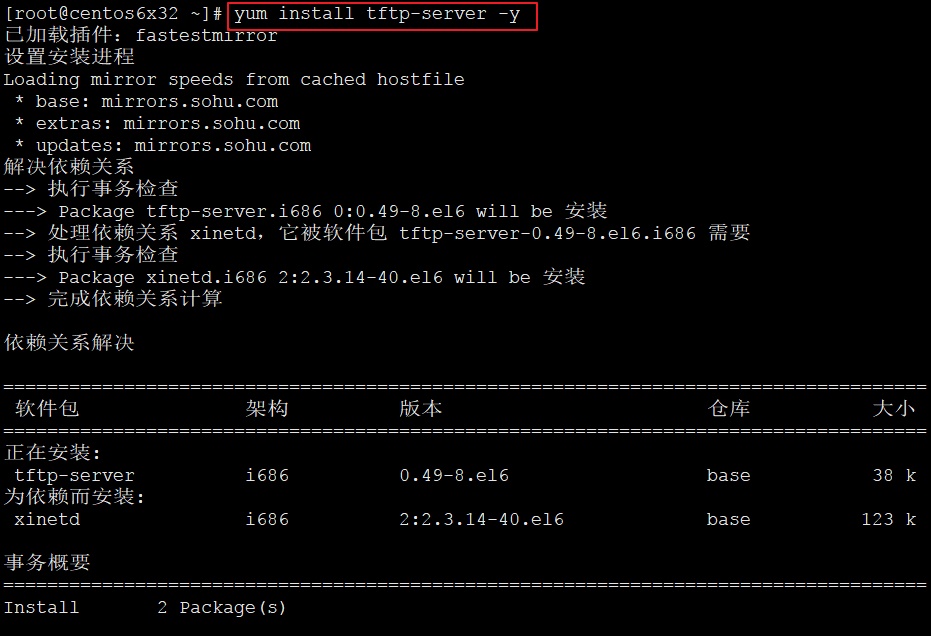 [root@centos6x32 ~]# yum install tftp-server -y
已加载插件：fastestmirror
设置安装进程
Loading mirror speeds from cached hostfile
 * base: mirrors.sohu.com
 * extras: mirrors.sohu.com
 * updates: mirrors.sohu.com
解决依赖关系
--> 执行事务检查
---> Package tftp-server.i686 0:0.49-8.el6 will be 安装
--> 处理依赖关系 xinetd，它被软件包 tftp-server-0.49-8.el6.i686 需要
--> 执行事务检查
---> Package xinetd.i686 2:2.3.14-40.el6 will be 安装
--> 完成依赖关系计算
依赖关系解决
================================================================================
 软件包 架构 版本 仓库 大小
================================================================================
正在安装:
 tftp-server i686 0.49-8.el6 base 38 k
为依赖而安装:
 xinetd i686 2:2.3.14-40.el6 base 123 k
事务概要
================================================================================
Install 2 Package(s)